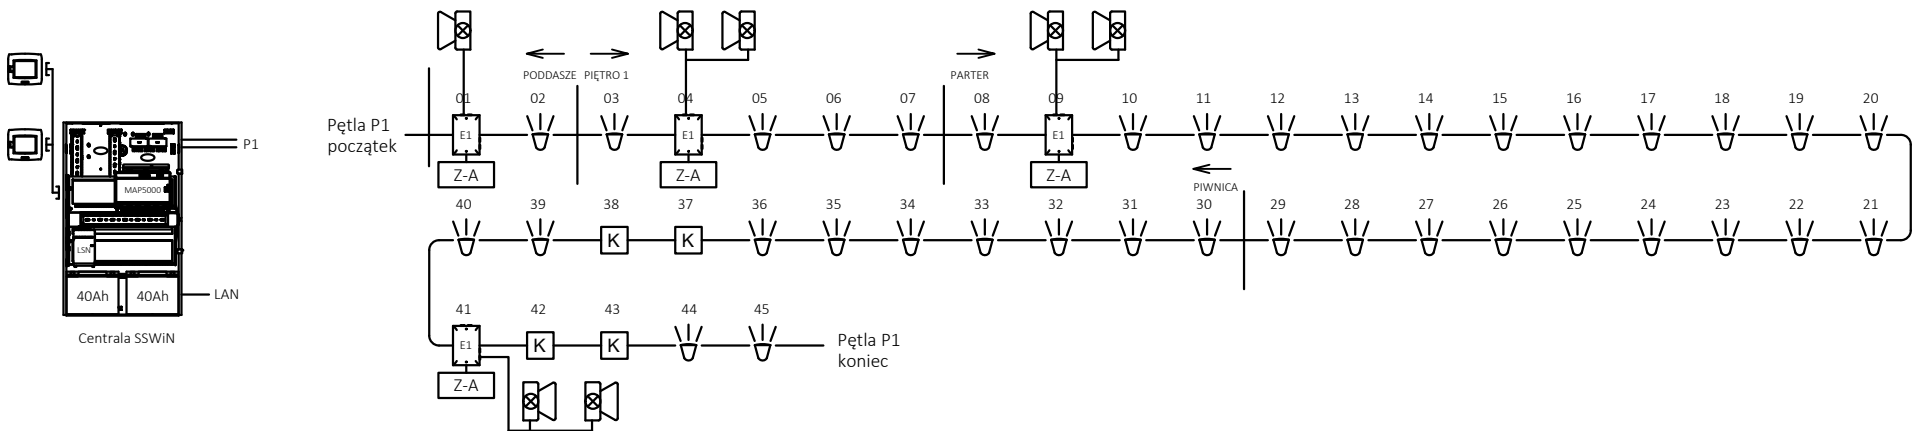 PODDASZE PIĘTRO 1 PARTER
01 02 03 04 05 06 07 08 09 10 11 12 13 14 15 16 17 18 19 20
Pętla P1
początek
E1 E1 E1
Z-A Z-A Z-A
P1
MAP5000
LSN
40Ah 40Ah
LAN
Centrala SSWiN
PIWNICA
40 39 38 37 36 35 34 33 32 31 30 29 28 27 26 25 24 23 22 21
K K
41 42 43 44 45
E1 K K
Z-A
Pętla P1
koniec